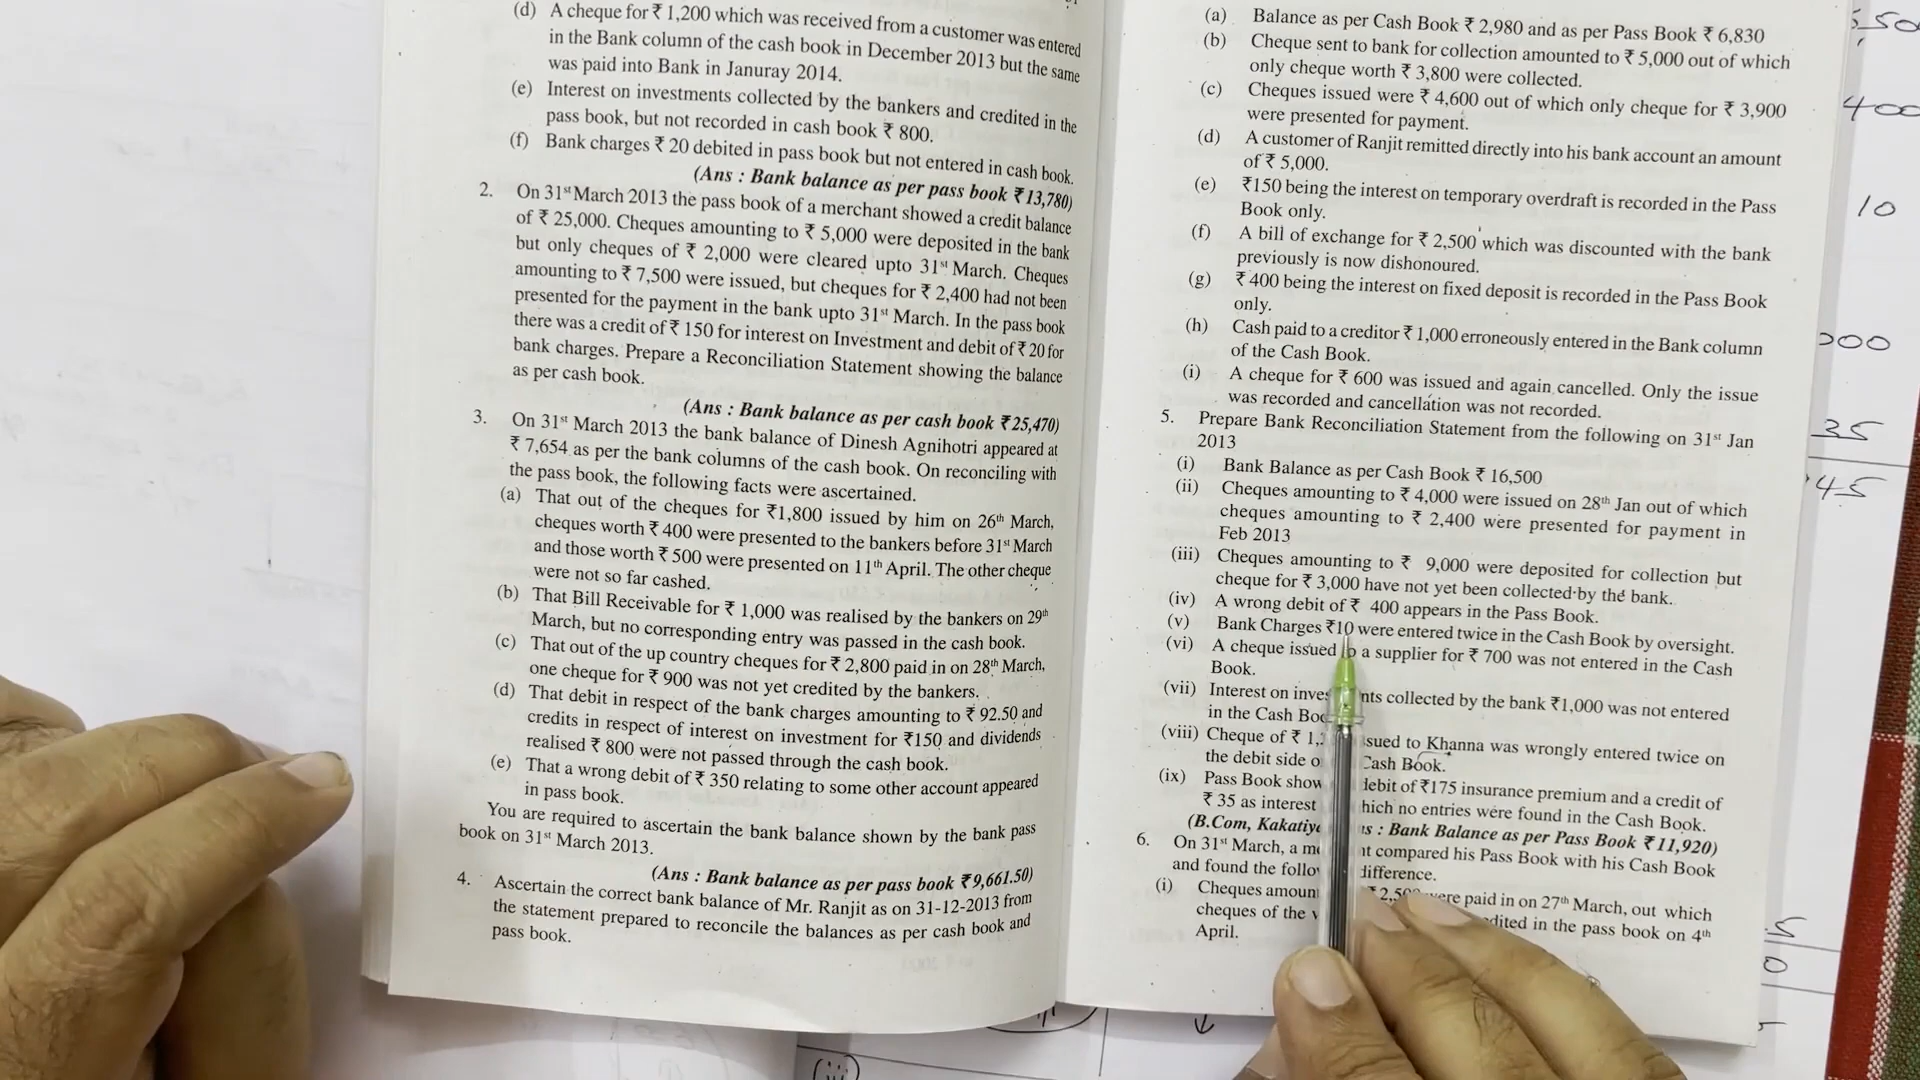 (d) A cheque for ₹ 1,200 which was received from a customer was entered
in the Bank column of the cash book in December 2013 but the same
was paid into Bank in Januray 2014.
(e) Interest on investments collected by the bankers and credited in the
pass book, but not recorded in cash book ₹ 800.
(f) Bank charges ₹ 20 debited in pass book but not entered in cash book.
(Ans : Bank balance as per pass book ₹ 13,780)
2. On 31st March 2013 the pass book of a merchant showed a credit balance
of ₹ 25,000. Cheques amounting to ₹ 5,000 were deposited in the bank
but only cheques of ₹ 2,000 were cleared upto 31st March. Cheques
amounting to ₹ 7,500 were issued, but cheques for ₹ 2,400 had not been
presented for the payment in the bank upto 31st March. In the pass book
there was a credit of ₹ 150 for interest on Investment and debit of ₹ 20 for
bank charges. Prepare a Reconciliation Statement showing the balance
as per cash book.
(Ans : Bank balance as per cash book ₹ 25,470)
3. On 31st March 2013 the bank balance of Dinesh Agnihotri appeared at
₹ 7,654 as per the bank columns of the cash book. On reconciling with
the pass book, the following facts were ascertained.
(a) That out of the cheques for ₹1,800 issued by him on 26th March,
cheques worth ₹ 400 were presented to the bankers before 31st March
and those worth ₹ 500 were presented on 11th April. The other cheque
were not so far cashed.
(b) That Bill Receivable for ₹ 1,000 was realised by the bankers on 29th
March, but no corresponding entry was passed in the cash book.
(c) That out of the up country cheques for ₹ 2,800 paid in on 28th March,
one cheque for ₹ 900 was not yet credited by the bankers.
(d) That debit in respect of the bank charges amounting to ₹ 92.50 and
credits in respect of interest on investment for ₹150 and dividends
realised ₹ 800 were not passed through the cash book.
(e) That a wrong debit of ₹ 350 relating to some other account appeared
in pass book.
You are required to ascertain the bank balance shown by the bank pass
book on 31st March 2013.
(Ans : Bank balance as per pass book ₹9,661.50)
4. Ascertain the correct bank balance of Mr. Ranjit as on 31-12-2013 from
the statement prepared to reconcile the balances as per cash book and
pass book.
(a) Balance as per Cash Book ₹ 2,980 and as per Pass Book ₹ 6,830
(b) Cheque sent to bank for collection amounted to ₹ 5,000 out of which
only cheque worth ₹ 3,800 were collected.
(c) Cheques issued were ₹ 4,600 out of which only cheque for ₹ 3,900
were presented for payment.
(d) A customer of Ranjit remitted directly into his bank account an amount
of ₹ 5,000.
(e) ₹150 being the interest on temporary overdraft is recorded in the Pass
Book only.
(f) A bill of exchange for ₹ 2,500 which was discounted with the bank
previously is now dishonoured.
(g) ₹ 400 being the interest on fixed deposit is recorded in the Pass Book
only.
(h) Cash paid to a creditor ₹ 1,000 erroneously entered in the Bank column
of the Cash Book.
(i) A cheque for ₹ 600 was issued and again cancelled. Only the issue
was recorded and cancellation was not recorded.
5. Prepare Bank Reconciliation Statement from the following on 31st Jan
2013
(i) Bank Balance as per Cash Book ₹ 16,500
(ii) Cheques amounting to ₹ 4,000 were issued on 28th Jan out of which
cheques amounting to ₹ 2,400 were presented for payment in
Feb 2013
(iii) Cheques amounting to ₹ 9,000 were deposited for collection but
cheque for ₹ 3,000 have not yet been collected by the bank.
(iv) A wrong debit of ₹ 400 appears in the Pass Book.
(v) Bank Charges ₹10 were entered twice in the Cash Book by oversight.
(vi) A cheque issued a supplier for ₹ 700 was not entered in the Cash
Book.
(vii) Interest on collected by the bank ₹1,000 was not entered
in the Cash
(viii) Cheque of ₹ to Khanna was wrongly entered twice on
the debit side Cash Book.
(ix) Pass Book debit of ₹175 insurance premium and a credit of
₹ 35 as interest which no entries were found in the Cash Book.
(B.Com, : Bank Balance as per Pass Book ₹ 11,920)
6. On 31st March, a compared his Pass Book with his Cash Book
and found the difference.
(i) Cheques were paid in on 27th March, out which
cheques of the in the pass book on 4th
April.
10
35
45